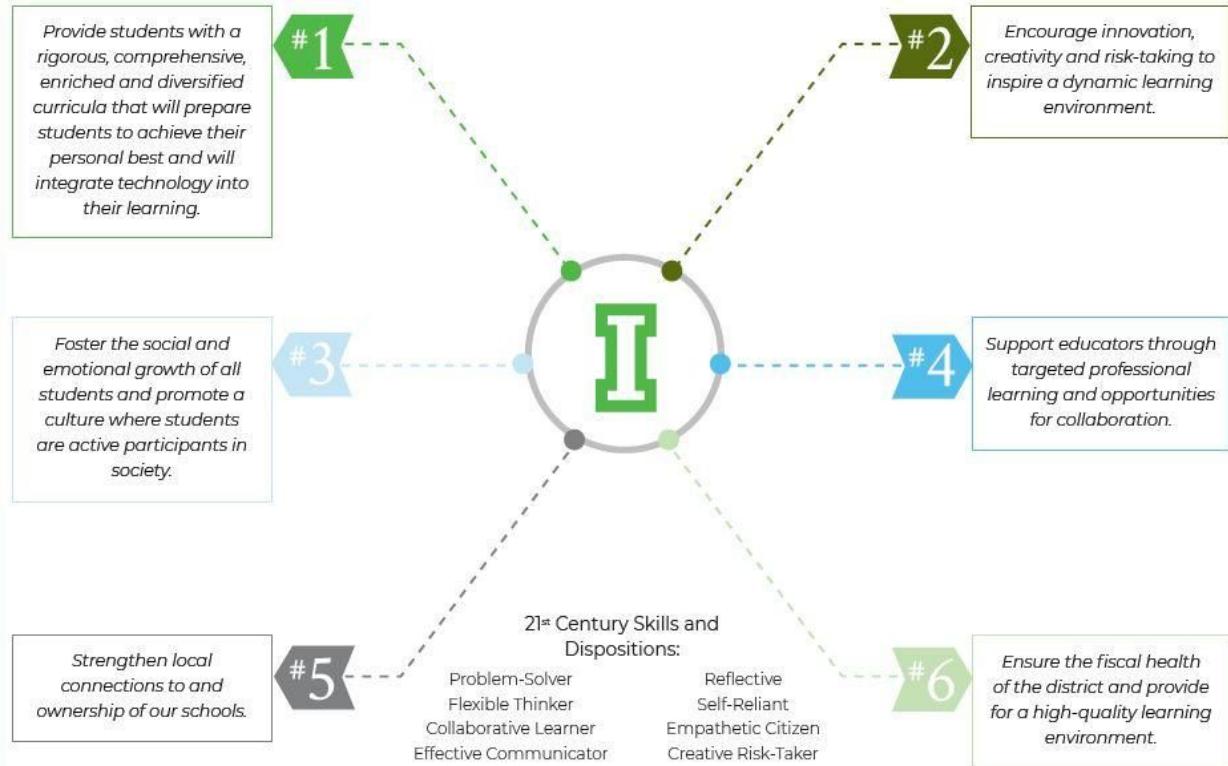 Provide students with a
rigorous, comprehensive,
enriched and diversified
curricula that will prepare
students to achieve their
personal best and will
integrate technology into
their learning.
#1
#2
Encourage innovation,
creativity and risk-taking to
inspire a dynamic learning
environment.
I
Foster the social and
emotional growth of all
students and promote a
culture where students
are active participants in
society.
#3
#4
Support educators through
targeted professional
learning and opportunities
for collaboration.
Strengthen local
connections to and
ownership of our schools.
#5
21st Century Skills and
Dispositions:
Problem-Solver
Flexible Thinker
Collaborative Learner
Effective Communicator
Reflective
Self-Reliant
Empathetic Citizen
Creative Risk-Taker
#6
Ensure the fiscal health
of the district and provide
for a high-quality learning
environment.